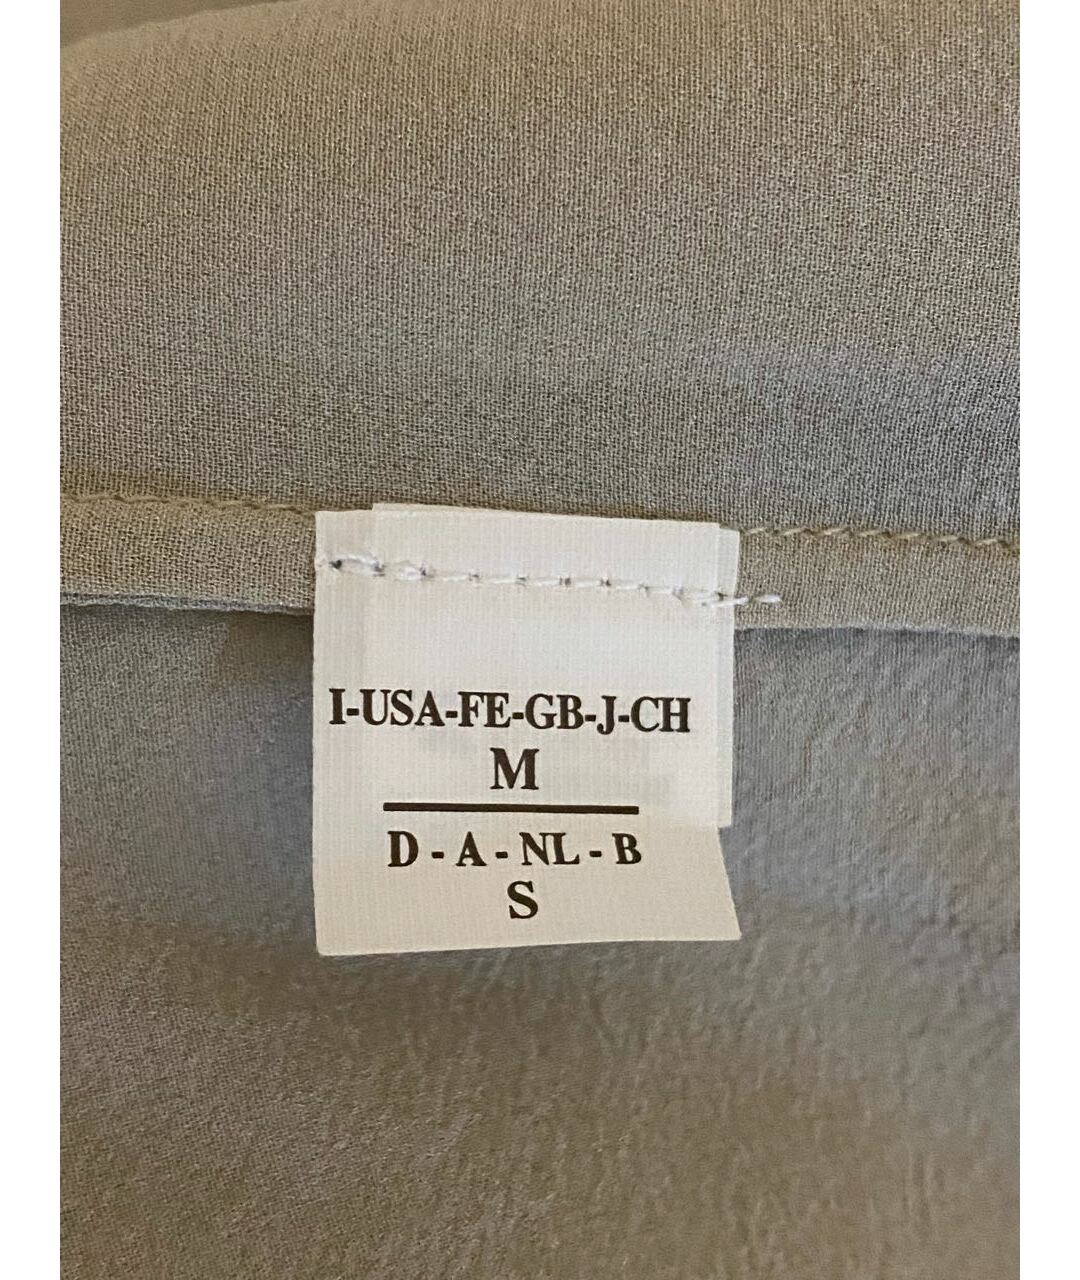 I-USA-FE-GB-J-CH
M
D - A - NL - B
S